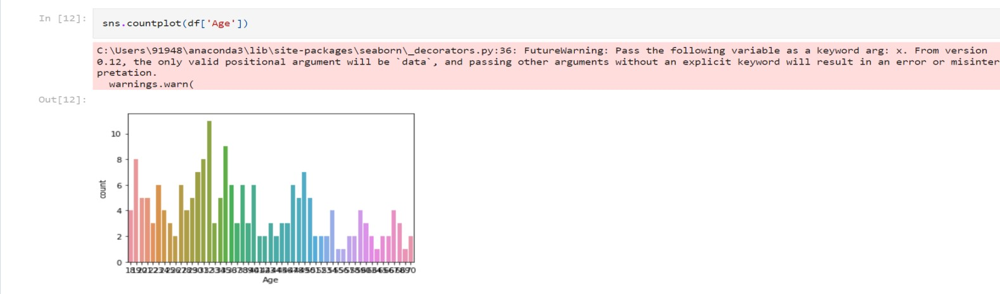 In [12]:
sns.countplot(df['Age'])
C:\Users\91948\anaconda3\lib\site-packages\seaborn\_decorators.py:36: FutureWarning: Pass the following variable as a keyword arg: x. From version
0.12, the only valid positional argument will be `data`, and passing other arguments without an explicit keyword will result in an error or misinter
pretation.
warnings.warn(
Out[12]:
10
8
6
4
2
0
count
Age